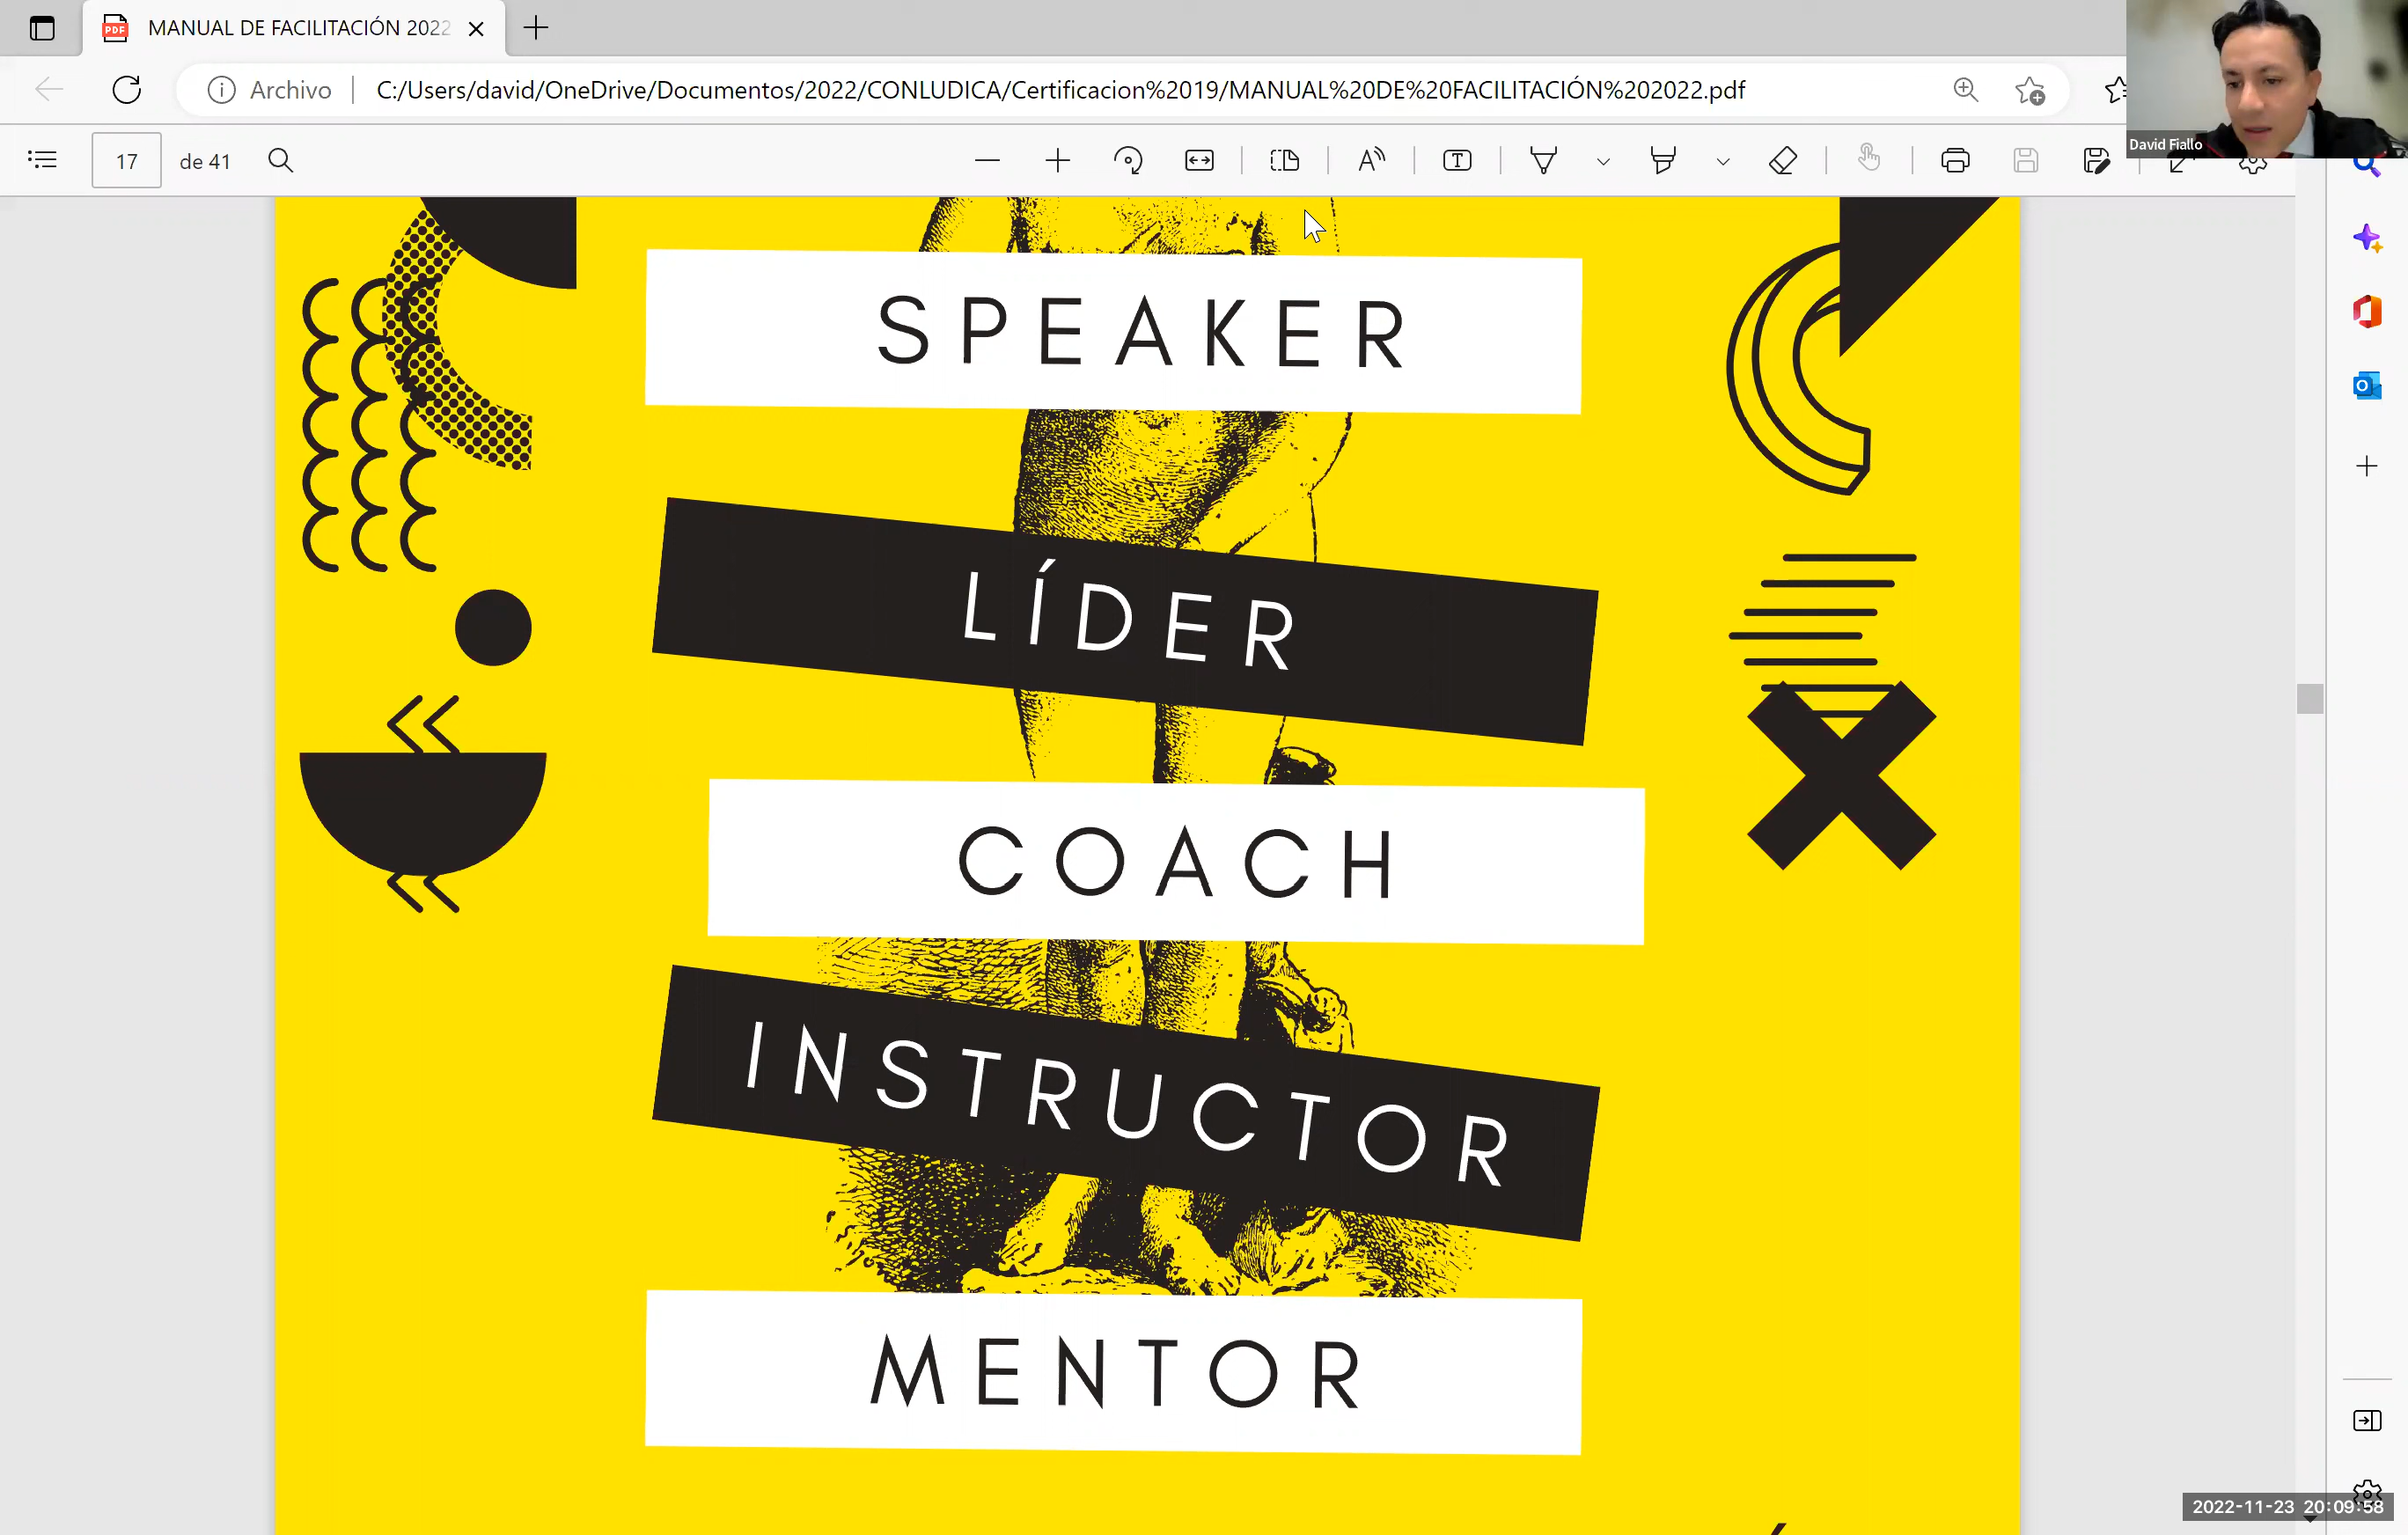 MANUAL DE FACILITACIÓN 2022
Archivo
C:/Users/david/OneDrive/Documentos/2022/CONLUDICA/Certificacion%2019/MANUAL%20DE%20FACILITACIÓN%202022.pdf
David Fiallo
17 de 41
SPEAKER
LÍDER
COACH
INSTRUCTOR
MENTOR
2022-11-23 20:09:58